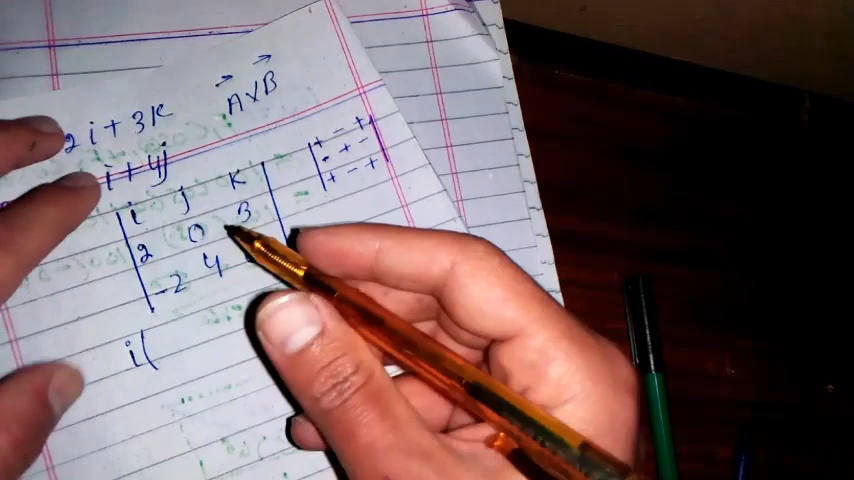 2i + 3k
A×B
i + 4j
| i j k |
| 2 0 3 |
| -2 4
| + - + |
| - + - |
| + - + |
i(